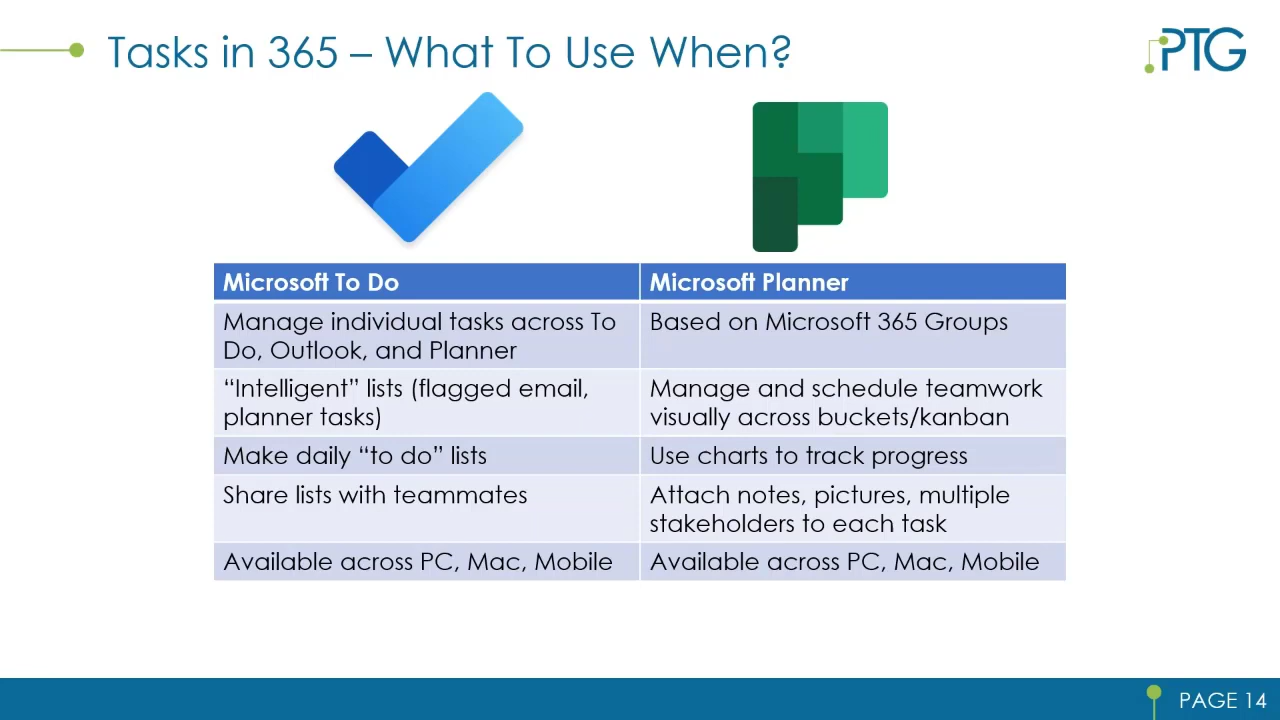 Tasks in 365 – What To Use When?
PTG
Microsoft To Do
Microsoft Planner
Manage individual tasks across To
Do, Outlook, and Planner
Based on Microsoft 365 Groups
“Intelligent” lists (flagged email,
planner tasks)
Manage and schedule teamwork
visually across buckets/kanban
Make daily “to do” lists
Use charts to track progress
Share lists with teammates
Attach notes, pictures, multiple
stakeholders to each task
Available across PC, Mac, Mobile
Available across PC, Mac, Mobile
PAGE 14